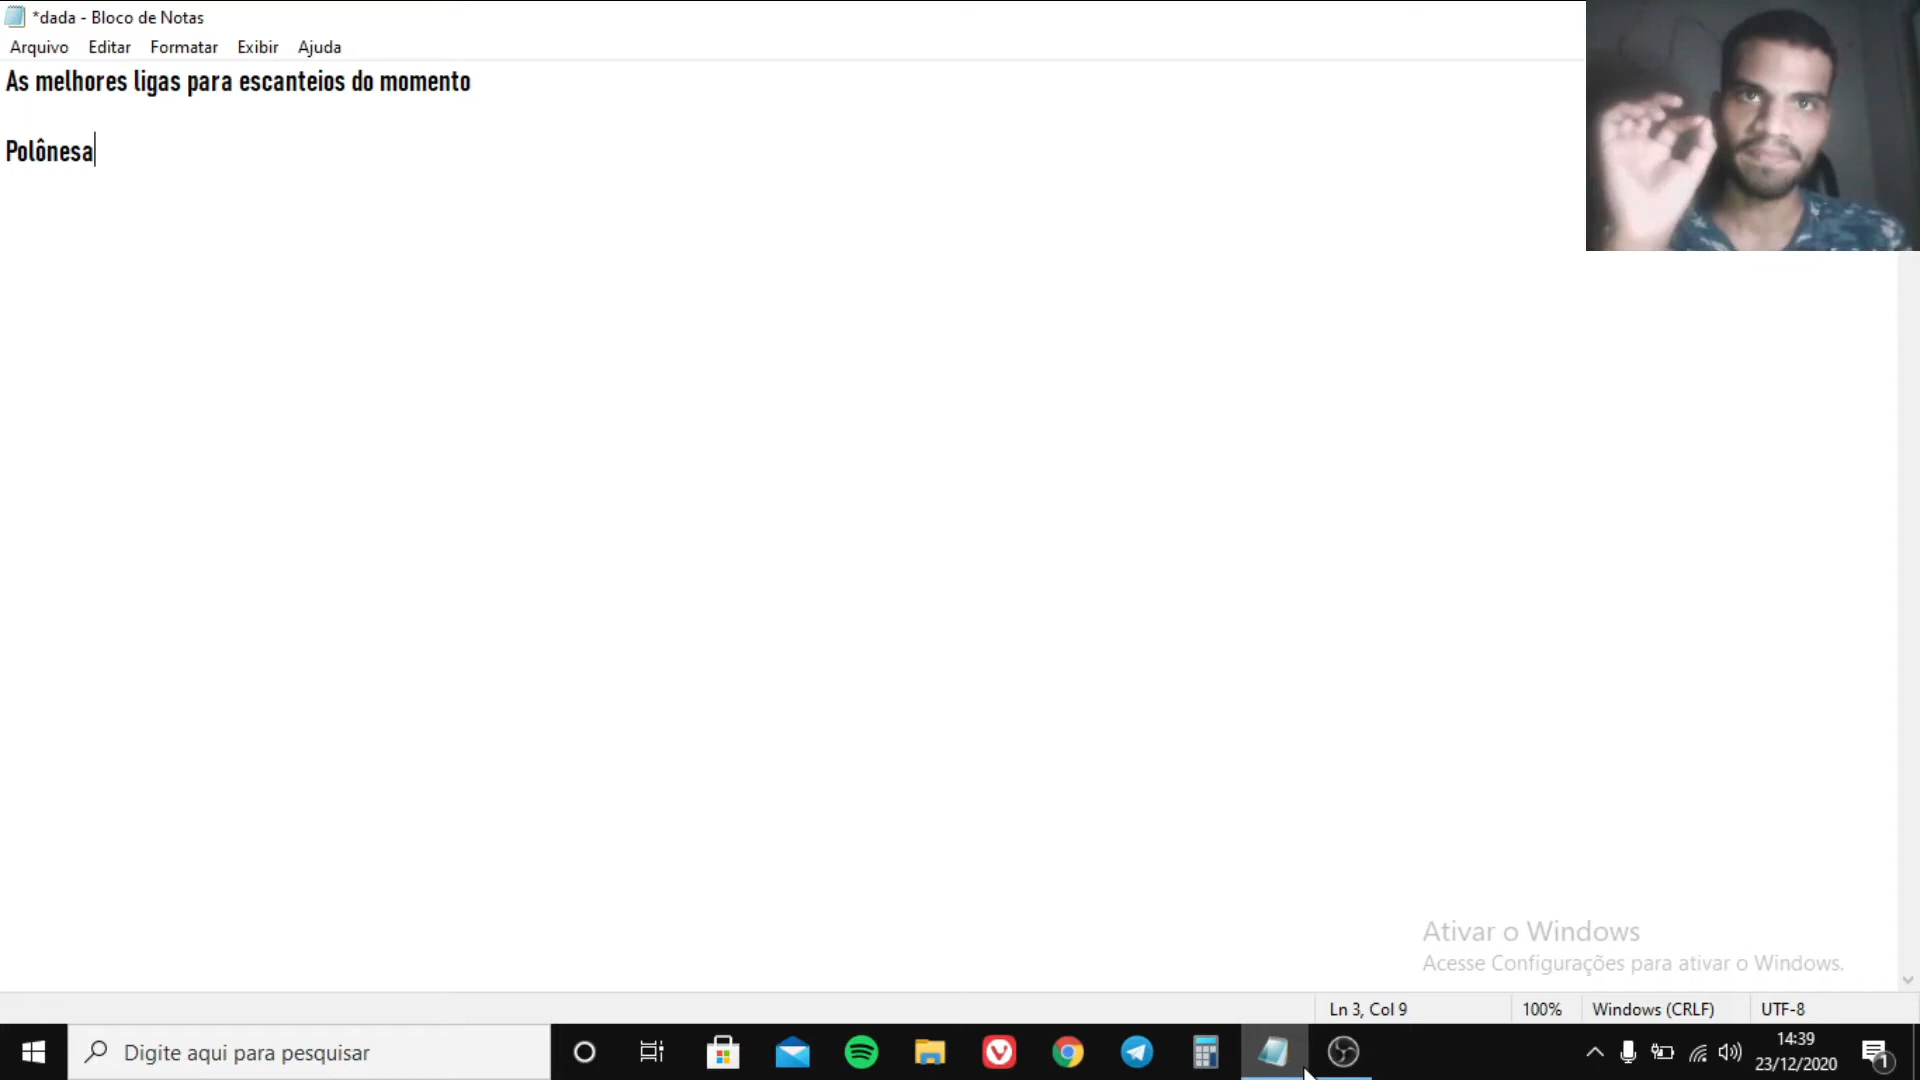 *dada - Bloco de Notas
Arquivo Editar Formatar Exibir Ajuda
As melhores ligas para escanteios do momento
Polônesa
Ativar o Windows
Acesse Configurações para ativar o Windows.
Ln 3, Col 9 100% Windows (CRLF) UTF-8
Digite aqui para pesquisar
14:39
23/12/2020
1